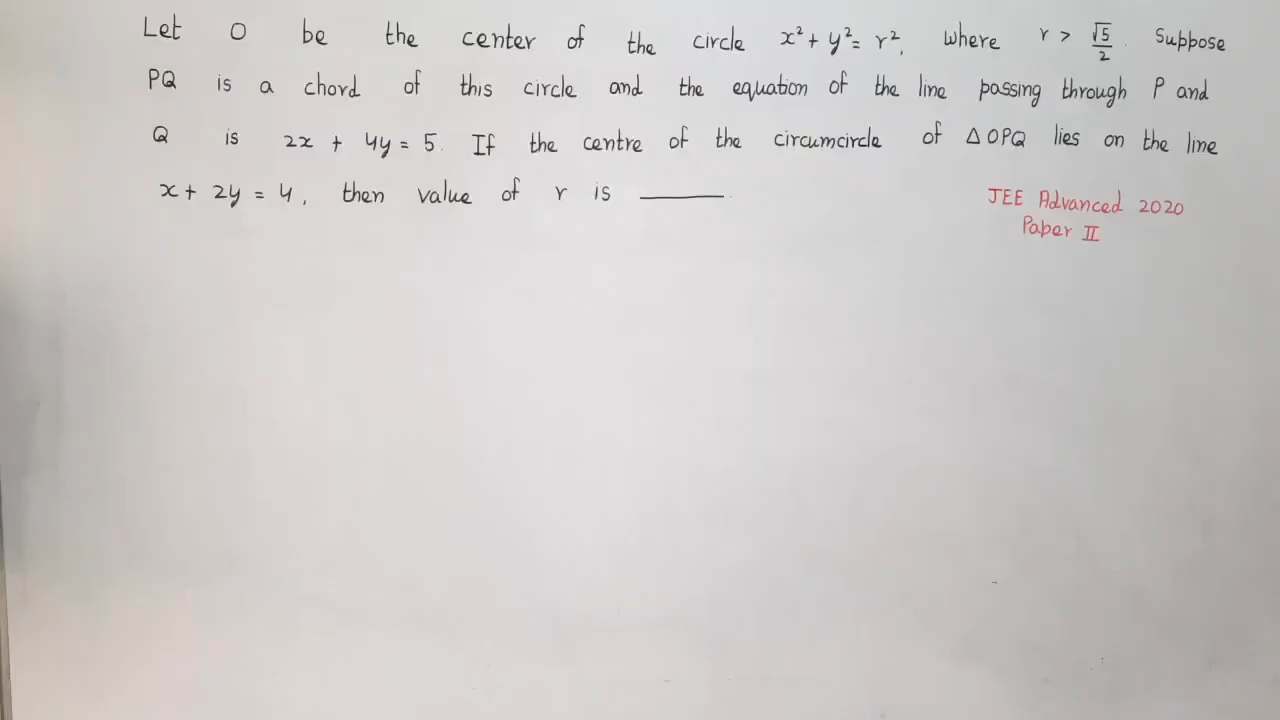 Let O be the center of the circle x² + y² = r², where r > √5/2. Suppose
PQ is a chord of this circle and the equation of the line passing through P and
Q is 2x + 4y = 5. If the centre of the circumcircle of △OPQ lies on the line
x + 2y = 4, then value of r is ______.
JEE Advanced 2020
Paper II